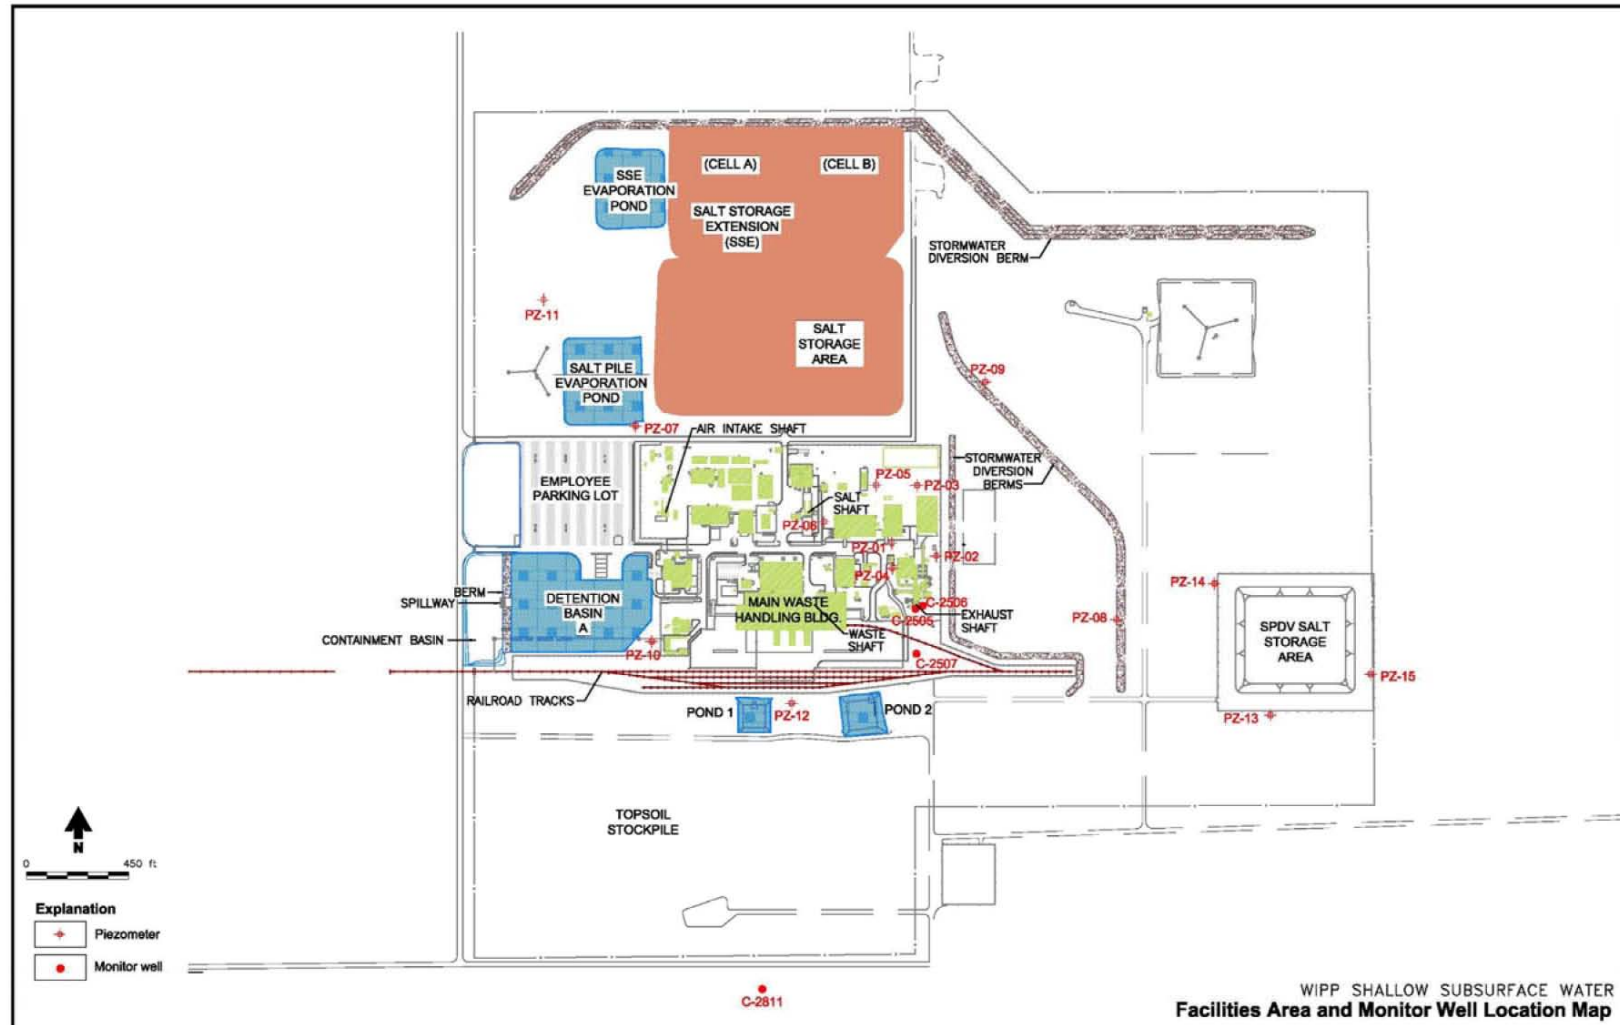 (CELL A)
(CELL B)
SSE
EVAPORATION
POND
SALT STORAGE
EXTENSION
(SSE)
STORMWATER
DIVERSION BERM
PZ-11
SALT
STORAGE
AREA
SALT PILE
EVAPORATION
POND
PZ-09
PZ-07
AIR INTAKE SHAFT
STORMWATER
DIVERSION
BERMS
EMPLOYEE
PARKING LOT
PZ-05
PZ-03
SALT
SHAFT
PZ-06
PZ-01
PZ-02
PZ-04
PZ-14
BERM
SPILLWAY
DETENTION
BASIN
A
MAIN WASTE
HANDLING BLDG.
C-2506
C-2505
EXHAUST
SHAFT
PZ-08
SPDV SALT
STORAGE
AREA
CONTAINMENT BASIN
PZ-10
WASTE
SHAFT
C-2507
PZ-15
RAILROAD TRACKS
POND 1
PZ-12
POND 2
PZ-13
TOPSOIL
STOCKPILE
N
0 450 ft
Explanation
Piezometer
Monitor well
C-2811
WIPP SHALLOW SUBSURFACE WATER
Facilities Area and Monitor Well Location Map